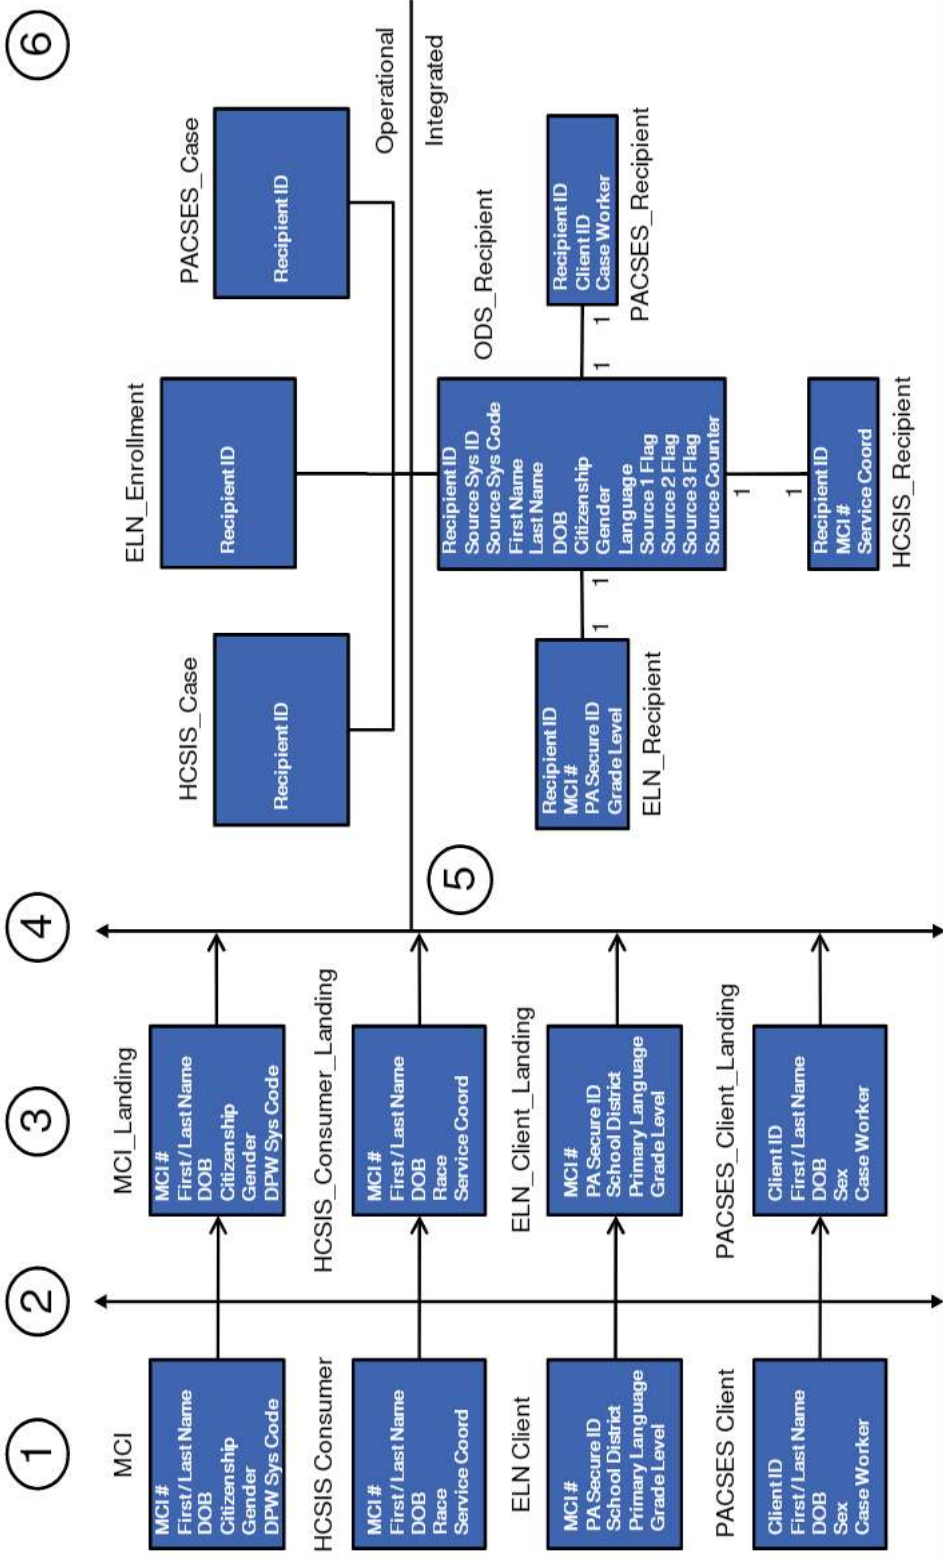 1
2
3
4
5
6
MCI
MCI #
First / Last Name
DOB
Citizenship
Gender
DPW Sys Code
HCSIS Consumer
MCI #
First / Last Name
DOB
Race
Service Coord
ELN Client
MCI #
PA Secure ID
School District
Primary Language
Grade Level
PACSES Client
Client ID
First / Last Name
DOB
Sex
Case Worker
MCI_Landing
MCI #
First / Last Name
DOB
Citizenship
Gender
DPW Sys Code
HCSIS_Consumer_Landing
MCI #
First / Last Name
DOB
Race
Service Coord
ELN_Client_Landing
MCI #
PA Secure ID
School District
Primary Language
Grade Level
PACSES_Client_Landing
Client ID
First / Last Name
DOB
Sex
Case Worker
HCSIS_Case
Recipient ID
ELN_Enrollment
Recipient ID
PACSES_Case
Recipient ID
Operational
Integrated
ODS_Recipient
Recipient ID
Source Sys ID
Source Sys Code
First Name
Last Name
DOB
Citizenship
Gender
Language
Source 1 Flag
Source 2 Flag
Source 3 Flag
Source Counter
Recipient ID
MCI #
PA Secure ID
Grade Level
ELN_Recipient
1
1
Recipient ID
Client ID
Case Worker
PACSES_Recipient
1
1
1
1
Recipient ID
MCI #
Service Coord
HCSIS_Recipient